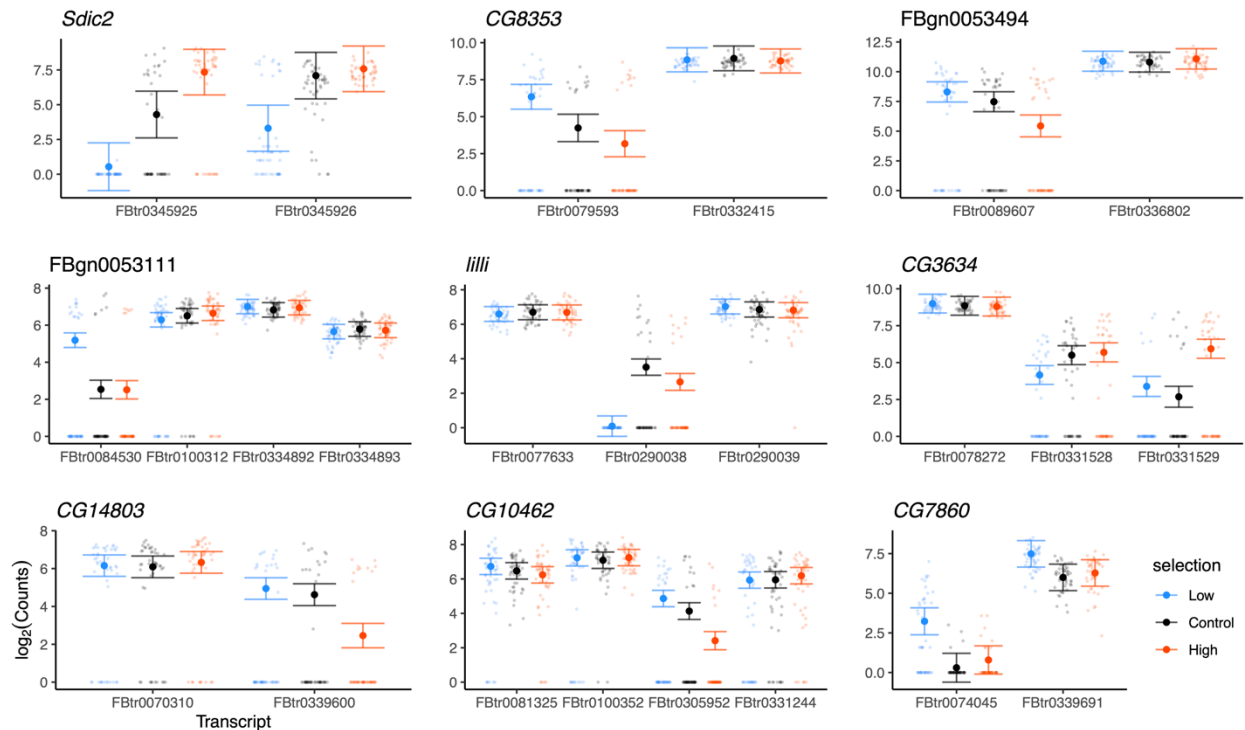 Sdic2
CG8353
FBgn0053494
7.5
5.0
2.5
0.0
10.0
7.5
5.0
2.5
0.0
12.5
10.0
7.5
5.0
2.5
0.0
FBtr0345925 FBtr0345926
FBtr0079593 FBtr0332415
FBtr0089607 FBtr0336802
FBgn0053111
lilli
CG3634
8
6
4
2
0
8
6
4
2
0
10.0
7.5
5.0
2.5
0.0
FBtr0084530 FBtr0100312 FBtr0334892 FBtr0334893
FBtr0077633 FBtr0290038 FBtr0290039
FBtr0078272 FBtr0331528 FBtr0331529
CG14803
CG10462
CG7860
log2(Counts)
8
6
4
2
0
8
6
4
2
0
7.5
5.0
2.5
0.0
FBtr0070310 FBtr0339600
Transcript
FBtr0081325 FBtr0100352 FBtr0305952 FBtr0331244
FBtr0074045 FBtr0339691
selection
Low
Control
High